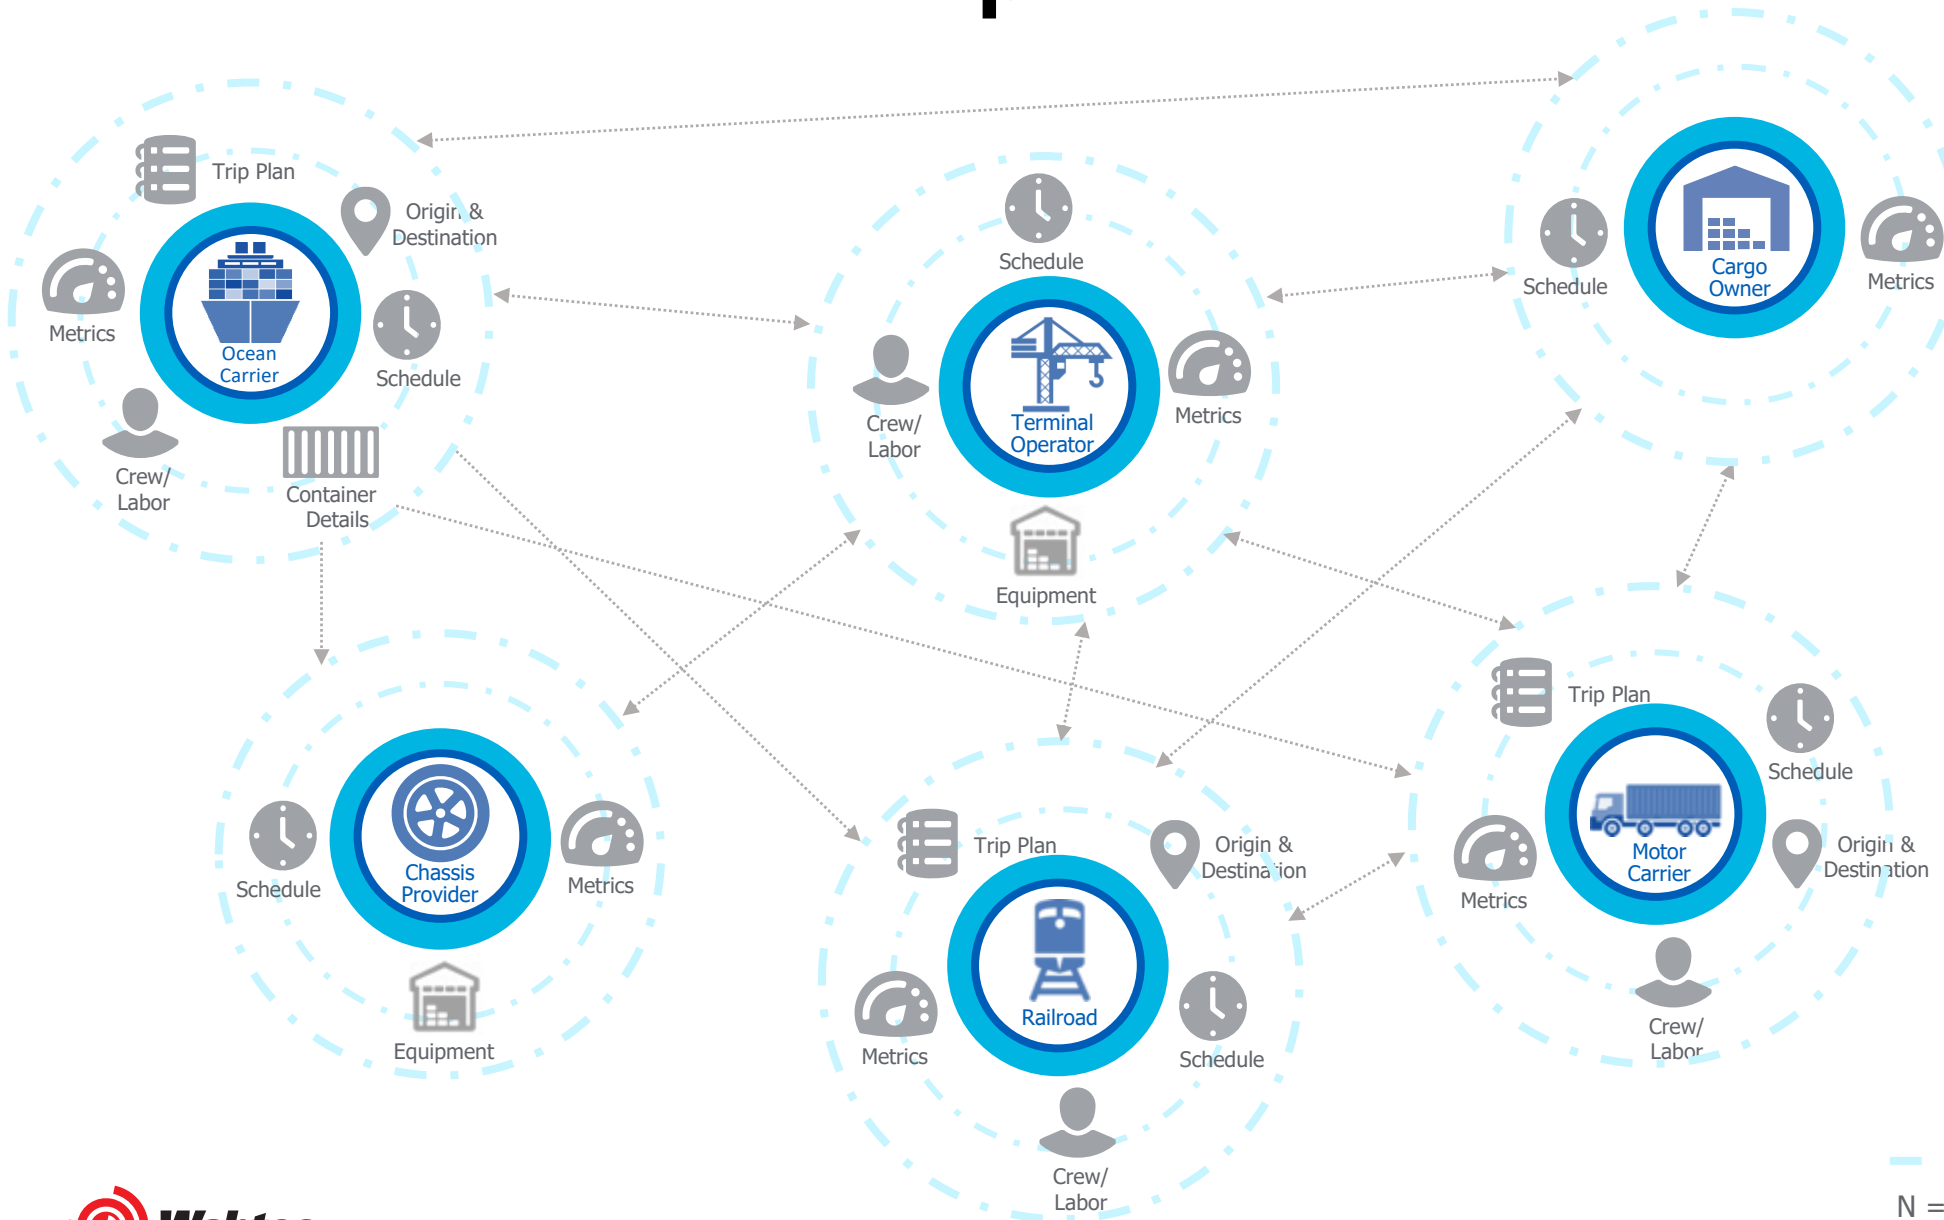 Trip Plan
Origin &
Destination
Metrics
Ocean
Carrier
Schedule
Crew/
Labor
Container
Details
Schedule
Crew/
Labor
Terminal
Operator
Metrics
Equipment
Schedule
Cargo
Owner
Metrics
Schedule
Chassis
Provider
Metrics
Equipment
Trip Plan
Origin &
Destination
Metrics
Railroad
Schedule
Crew/
Labor
Trip Plan
Schedule
Metrics
Motor
Carrier
Origin &
Destination
Crew/
Labor
N =